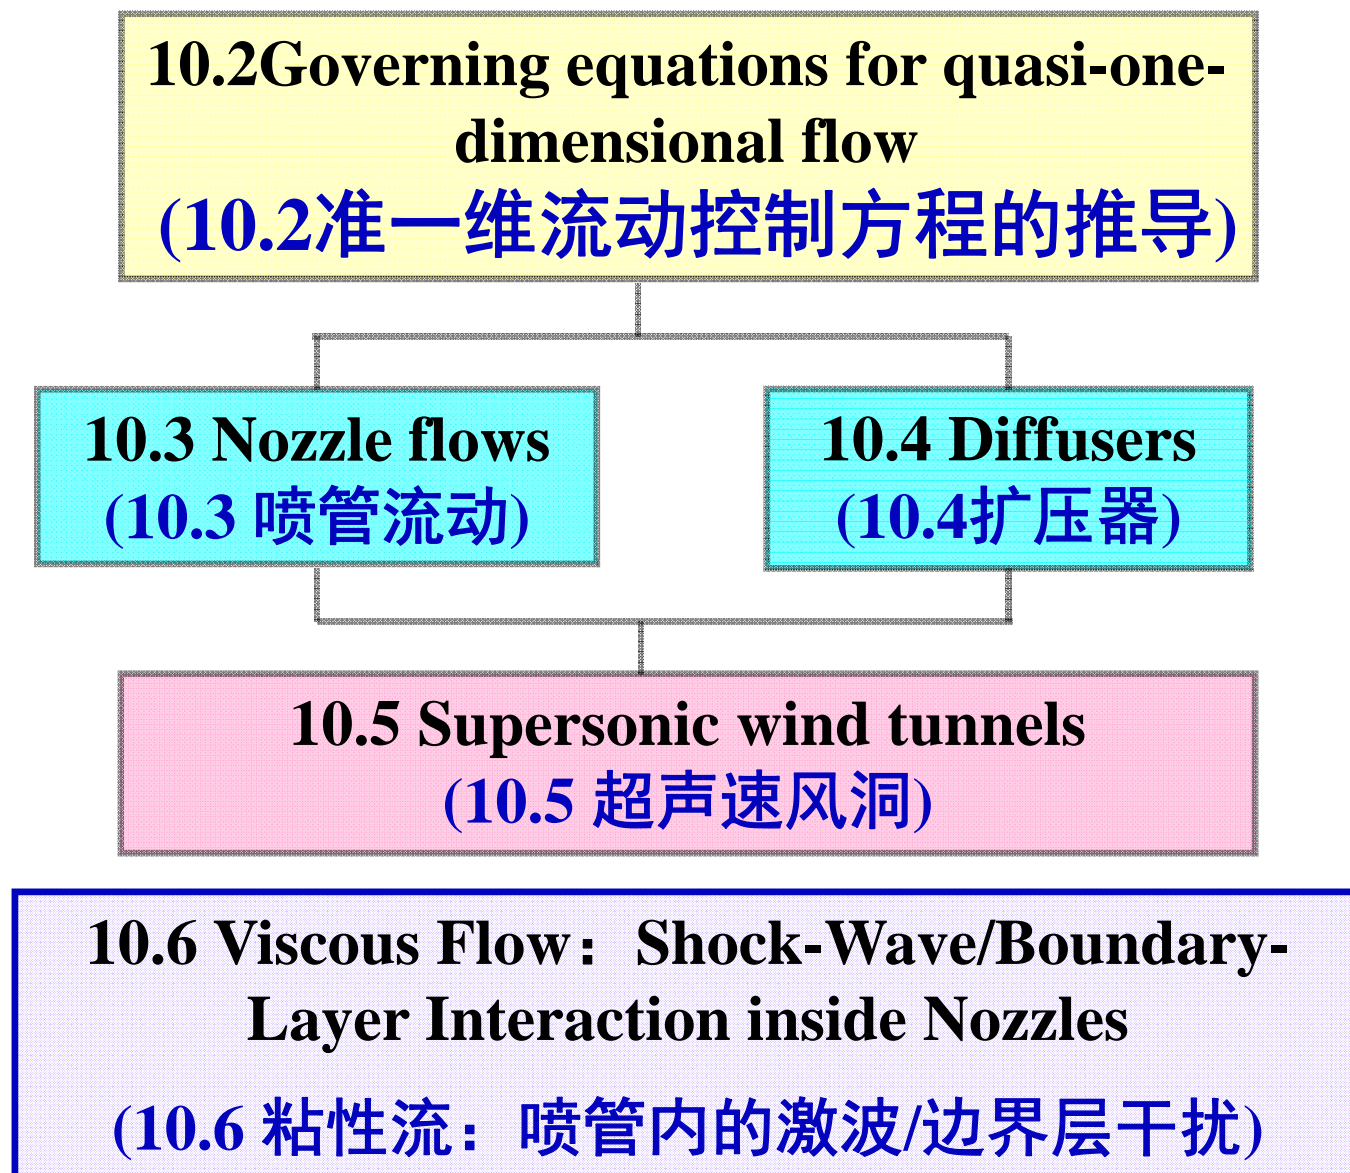 10.2Governing equations for quasi-one-
dimensional flow
(10.2准一维流动控制方程的推导)
10.3 Nozzle flows
(10.3 喷管流动)
10.4 Diffusers
(10.4扩压器)
10.5 Supersonic wind tunnels
(10.5 超声速风洞)
10.6 Viscous Flow：Shock-Wave/Boundary-
Layer Interaction inside Nozzles
(10.6 粘性流：喷管内的激波/边界层干扰)